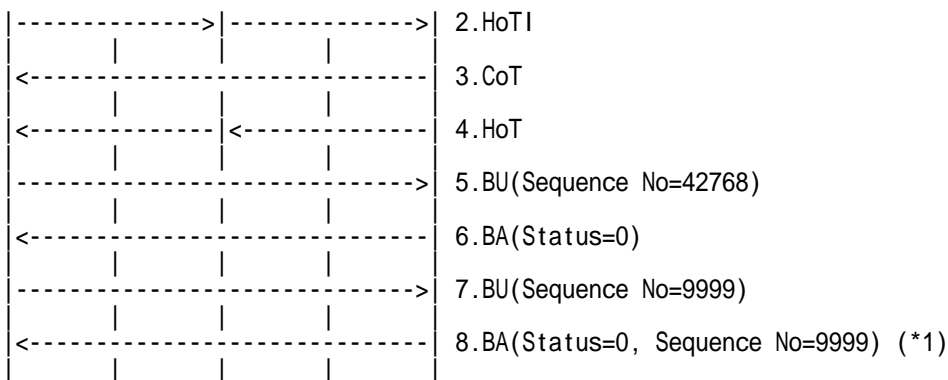 |--------------->|--------------->| 2.HoTI
| | | | |
|<--------------------------------| 3.CoT
| | | | |
|<---------------|<---------------| 4.HoT
| | | | |
|-------------------------------->| 5.BU(Sequence No=42768)
| | | | |
|<--------------------------------| 6.BA(Status=0)
| | | | |
|-------------------------------->| 7.BU(Sequence No=9999)
| | | | |
|<--------------------------------| 8.BA(Status=0, Sequence No=9999) (*1)
| | | | |